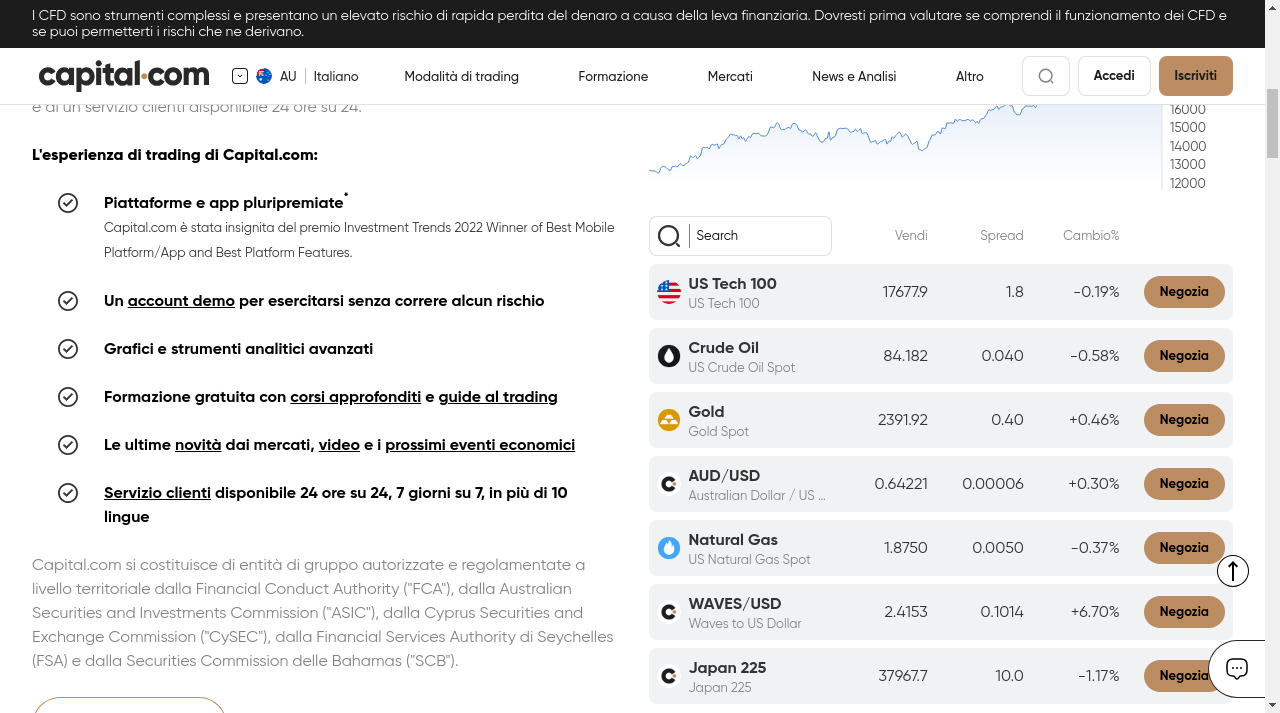 I CFD sono strumenti complessi e presentano un elevato rischio di rapida perdita del denaro a causa della leva finanziaria. Dovresti prima valutare se comprendi il funzionamento dei CFD e
se puoi permetterti i rischi che ne derivano.
capital.com
AU
Italiano
Modalità di trading
Formazione
Mercati
News e Analisi
Altro
Accedi
Iscriviti
e di un servizio clienti disponibile 24 ore su 24.
L'esperienza di trading di Capital.com:
Piattaforme e app pluripremiate*
Capital.com è stata insignita del premio Investment Trends 2022 Winner of Best Mobile
Platform/App and Best Platform Features.
Un account demo per esercitarsi senza correre alcun rischio
Grafici e strumenti analitici avanzati
Formazione gratuita con corsi approfonditi e guide al trading
Le ultime novità dai mercati, video e i prossimi eventi economici
Servizio clienti disponibile 24 ore su 24, 7 giorni su 7, in più di 10
lingue
Capital.com si costituisce di entità di gruppo autorizzate e regolamentate a
livello territoriale dalla Financial Conduct Authority ("FCA"), dalla Australian
Securities and Investments Commission ("ASIC"), dalla Cyprus Securities and
Exchange Commission ("CySEC"), dalla Financial Services Authority di Seychelles
(FSA) e dalla Securities Commission delle Bahamas ("SCB").
16000
15000
14000
13000
12000
Search
Vendi
Spread
Cambio%
US Tech 100
US Tech 100
17677.9
1.8
-0.19%
Negozia
Crude Oil
US Crude Oil Spot
84.182
0.040
-0.58%
Negozia
Gold
Gold Spot
2391.92
0.40
+0.46%
Negozia
AUD/USD
Australian Dollar / US ...
0.64221
0.00006
+0.30%
Negozia
Natural Gas
US Natural Gas Spot
1.8750
0.0050
-0.37%
Negozia
WAVES/USD
Waves to US Dollar
2.4153
0.1014
+6.70%
Negozia
Japan 225
Japan 225
37967.7
10.0
-1.17%
Negozia